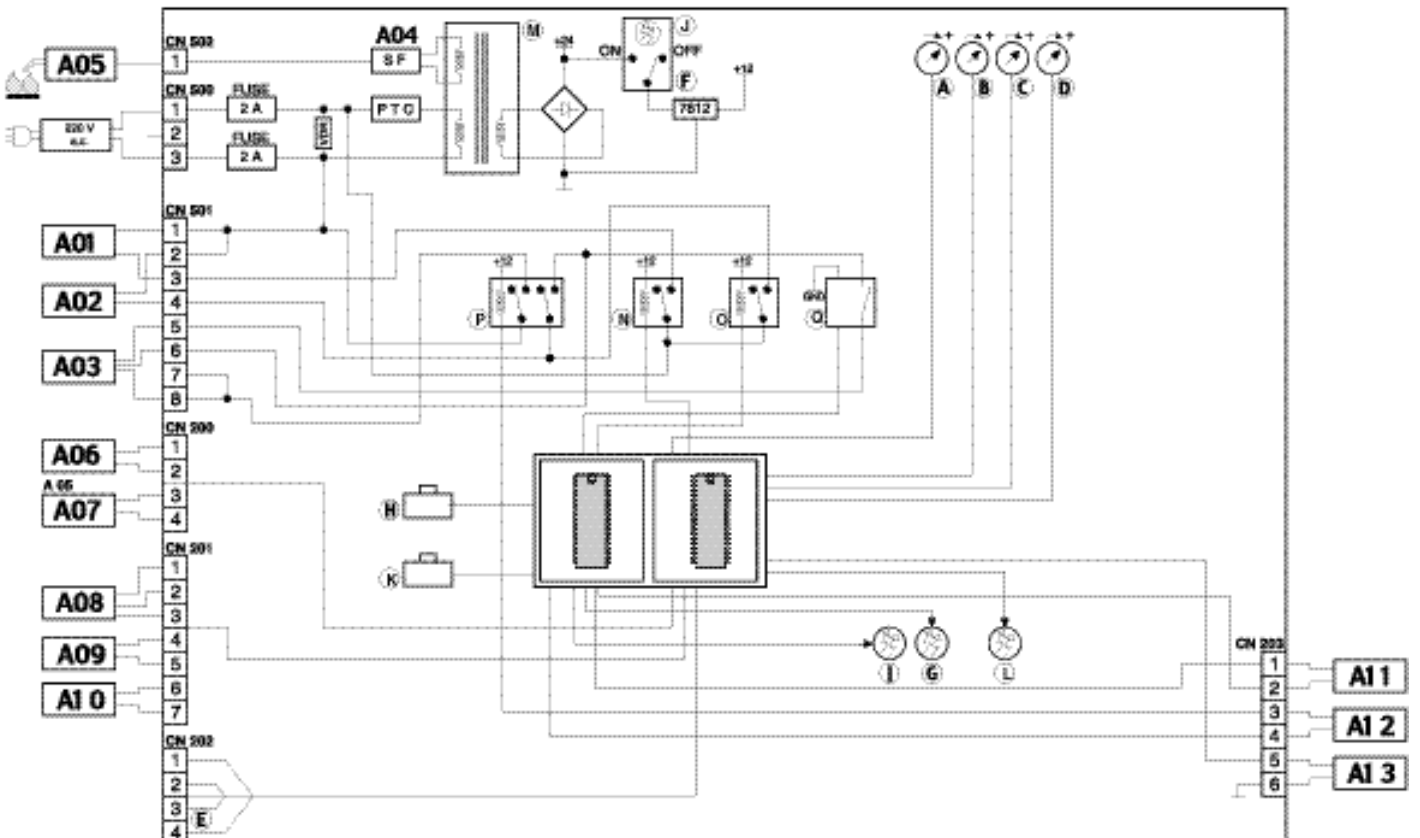 CN 502
1
A05
A04
SF
M
+24
ON
OFF
J
F
+12
7812
A
B
C
D
CN 500
1
2
3
FUSE
2 A
FUSE
2 A
PTC
VDR
220 V
a.c.
CN 501
1
2
3
4
5
6
7
8
A01
A02
A03
+12
P
+12
N
+12
O
GND
Q
CN 200
1
2
3
4
A06
A 05
A07
H
K
CN 201
1
2
3
4
5
6
7
A08
A09
A1 0
I
G
L
CN 202
1
2
3
4
E
CN 203
1
2
3
4
5
6
A1 1
A1 2
A1 3